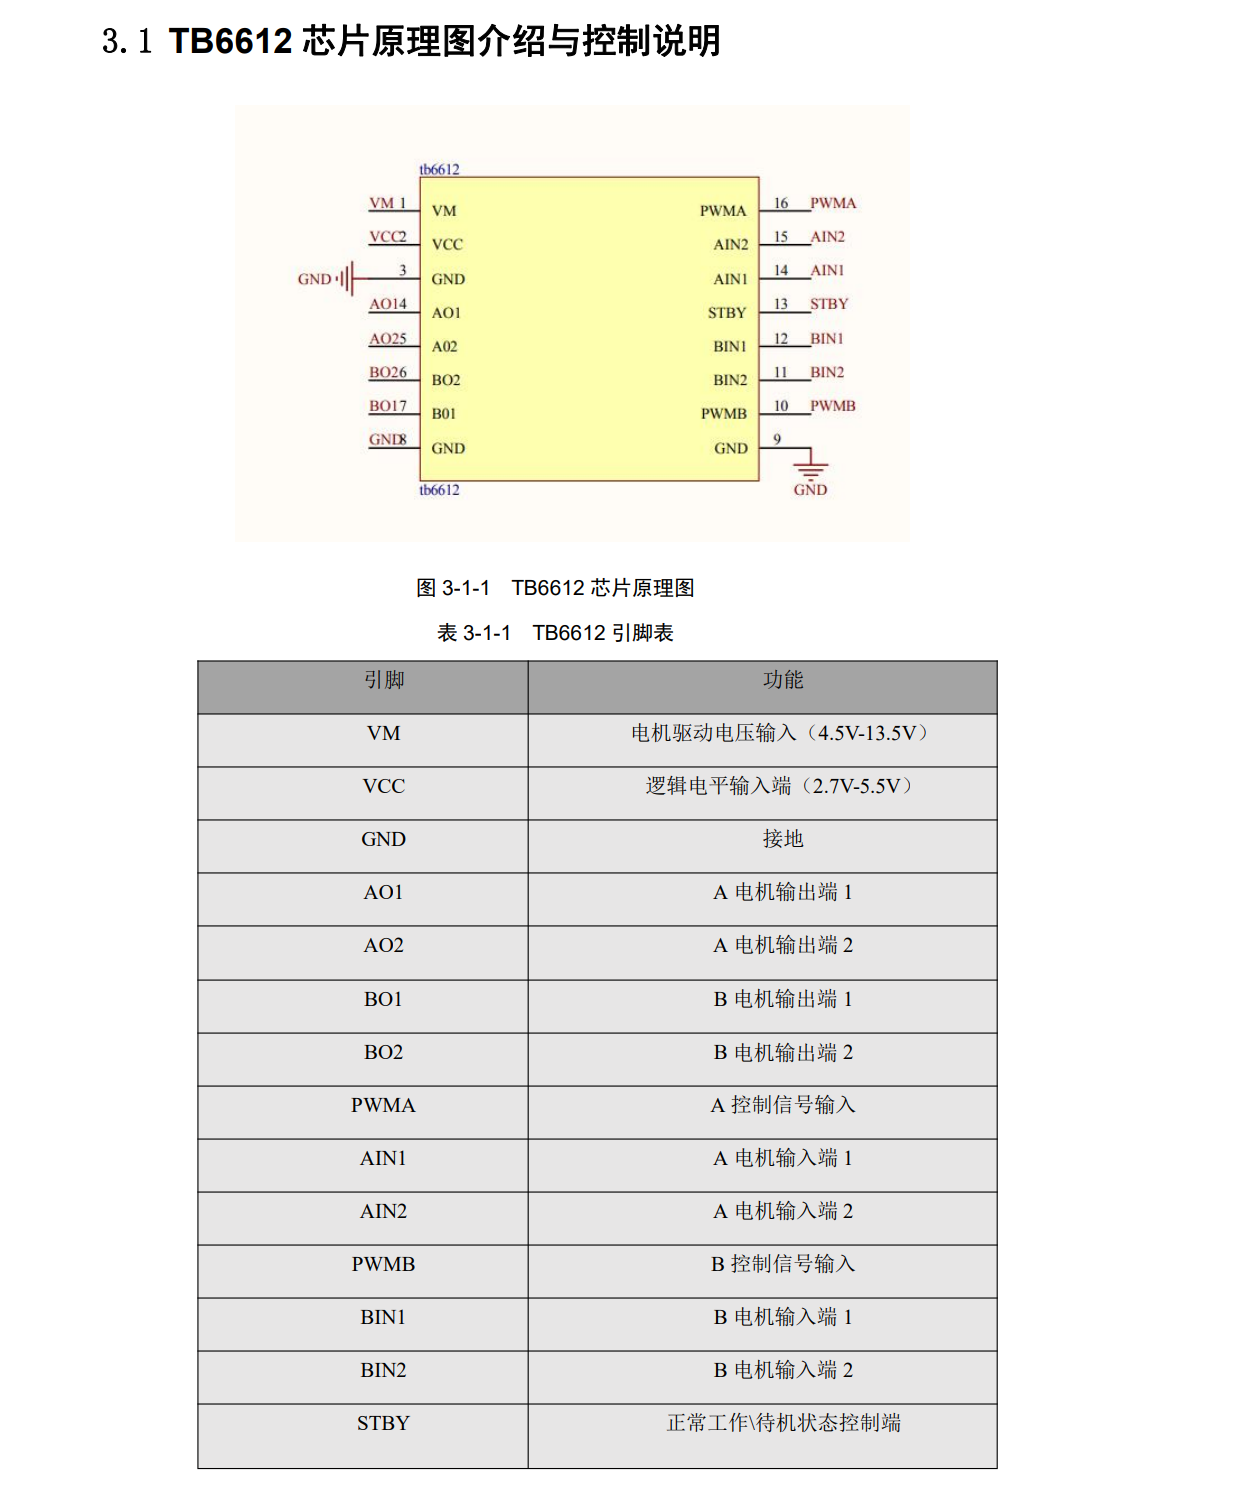 3.1 TB6612 芯片原理图介绍与控制说明
tb6612
VM 1 VM PWMA 16 PWMA
VCC2 VCC AIN2 15 AIN2
GND 3 GND AIN1 14 AIN1
AO14 AO1 STBY 13 STBY
AO25 A02 BIN1 12 BIN1
BO26 BO2 BIN2 11 BIN2
BO17 B01 PWMB 10 PWMB
GND8 GND GND 9
tb6612 GND
图 3-1-1 TB6612 芯片原理图
表 3-1-1 TB6612 引脚表
引脚 功能
VM 电机驱动电压输入（4.5V-13.5V）
VCC 逻辑电平输入端（2.7V-5.5V）
GND 接地
AO1 A 电机输出端 1
AO2 A 电机输出端 2
BO1 B 电机输出端 1
BO2 B 电机输出端 2
PWMA A 控制信号输入
AIN1 A 电机输入端 1
AIN2 A 电机输入端 2
PWMB B 控制信号输入
BIN1 B 电机输入端 1
BIN2 B 电机输入端 2
STBY 正常工作\待机状态控制端